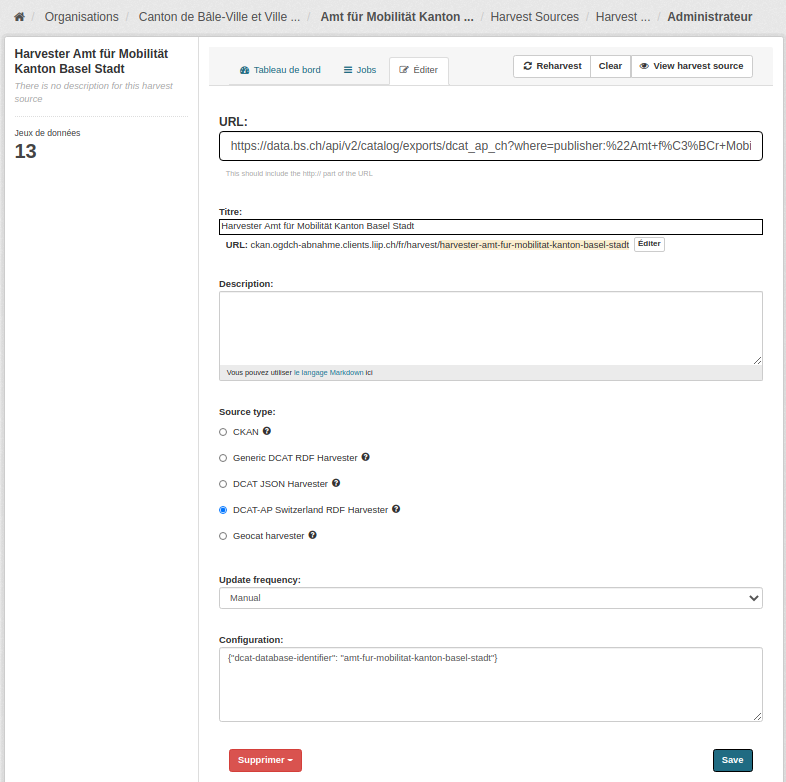 / Organisations / Canton de Bâle-Ville et Ville ... / Amt für Mobilität Kanton ... / Harvest Sources / Harvest ... / Administrateur
Harvester Amt für Mobilität
Kanton Basel Stadt
There is no description for this harvest
source
Jeux de données
13
Tableau de bord
Jobs
Éditer
Reharvest
Clear
View harvest source
URL:
https://data.bs.ch/api/v2/catalog/exports/dcat_ap_ch?where=publisher:%22Amt+f%C3%BCr+Mobi
This should include the http:// part of the URL
Titre:
Harvester Amt für Mobilität Kanton Basel Stadt
URL: ckan.ogdch-abnahme.clients.liip.ch/fr/harvest/harvester-amt-fur-mobilitat-kanton-basel-stadt Éditer
Description:
Vous pouvez utiliser le langage Markdown ici
Source type:
CKAN ?
Generic DCAT RDF Harvester ?
DCAT JSON Harvester ?
DCAT-AP Switzerland RDF Harvester ?
Geocat harvester ?
Update frequency:
Manual
Configuration:
{"dcat-database-identifier": "amt-fur-mobilitat-kanton-basel-stadt"}
Supprimer
Save